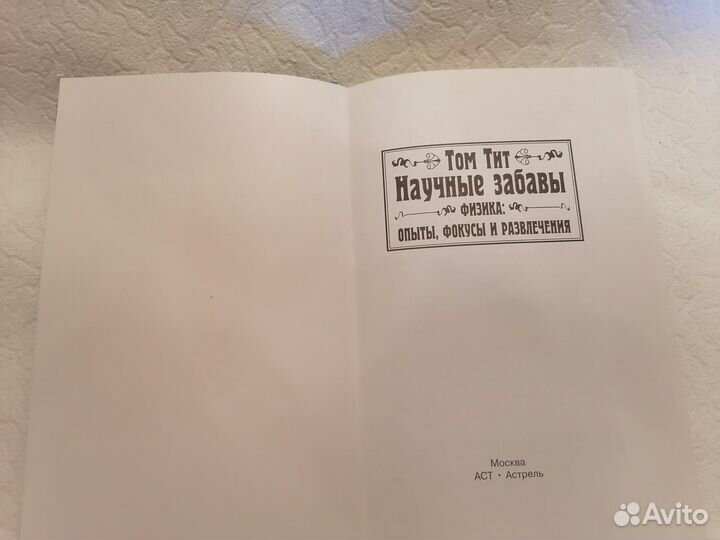 Том Тит
Научные забавы
физика:
опыты, фокусы и развлечения
Москва
АСТ • Астрель
Avito